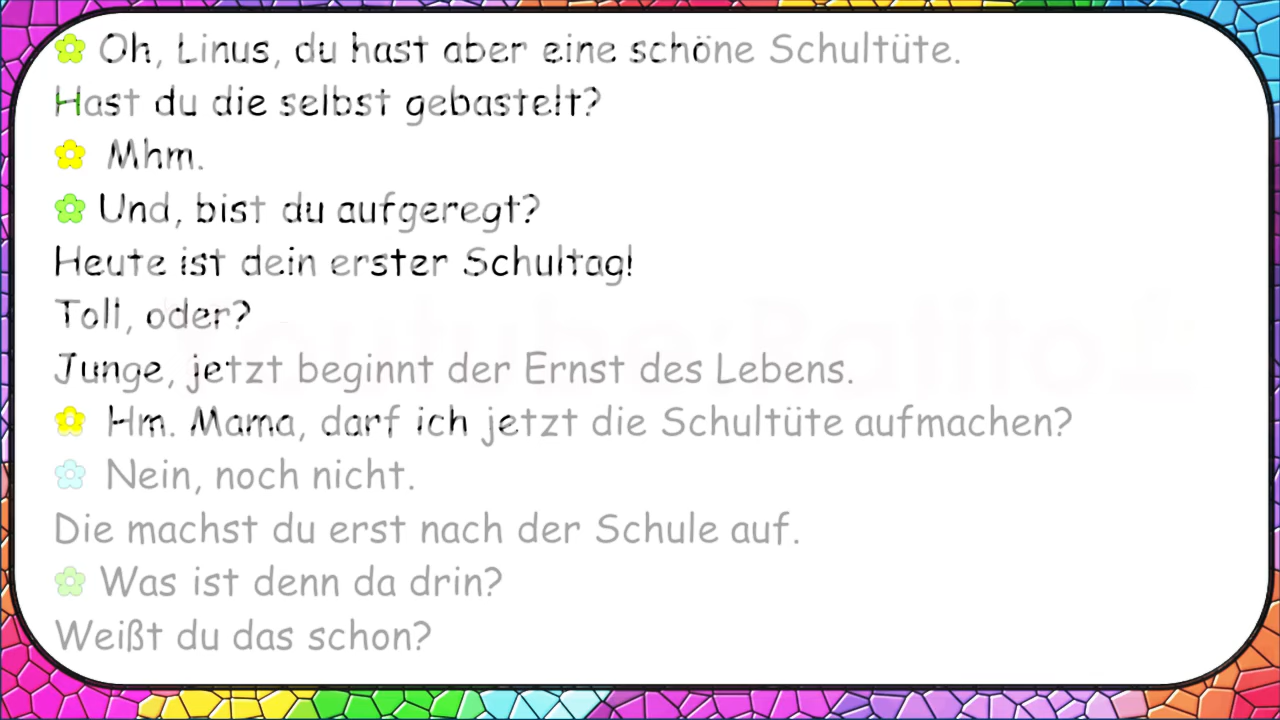 Oh, Linus, du hast aber eine schöne Schultüte.
Hast du die selbst gebastelt?
Mhm.
Und, bist du aufgeregt?
Heute ist dein erster Schultag!
Toll, oder?
Junge, jetzt beginnt der Ernst des Lebens.
Hm. Mama, darf ich jetzt die Schultüte aufmachen?
Nein, noch nicht.
Die machst du erst nach der Schule auf.
Was ist denn da drin?
Weißt du das schon?